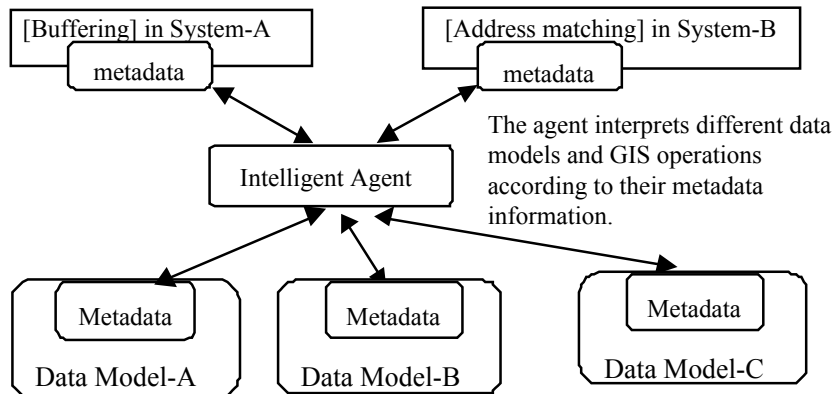 [Buffering] in System-A
metadata
[Address matching] in System-B
metadata
The agent interprets different data
models and GIS operations
according to their metadata
information.
Intelligent Agent
Metadata
Data Model-A
Metadata
Data Model-B
Metadata
Data Model-C